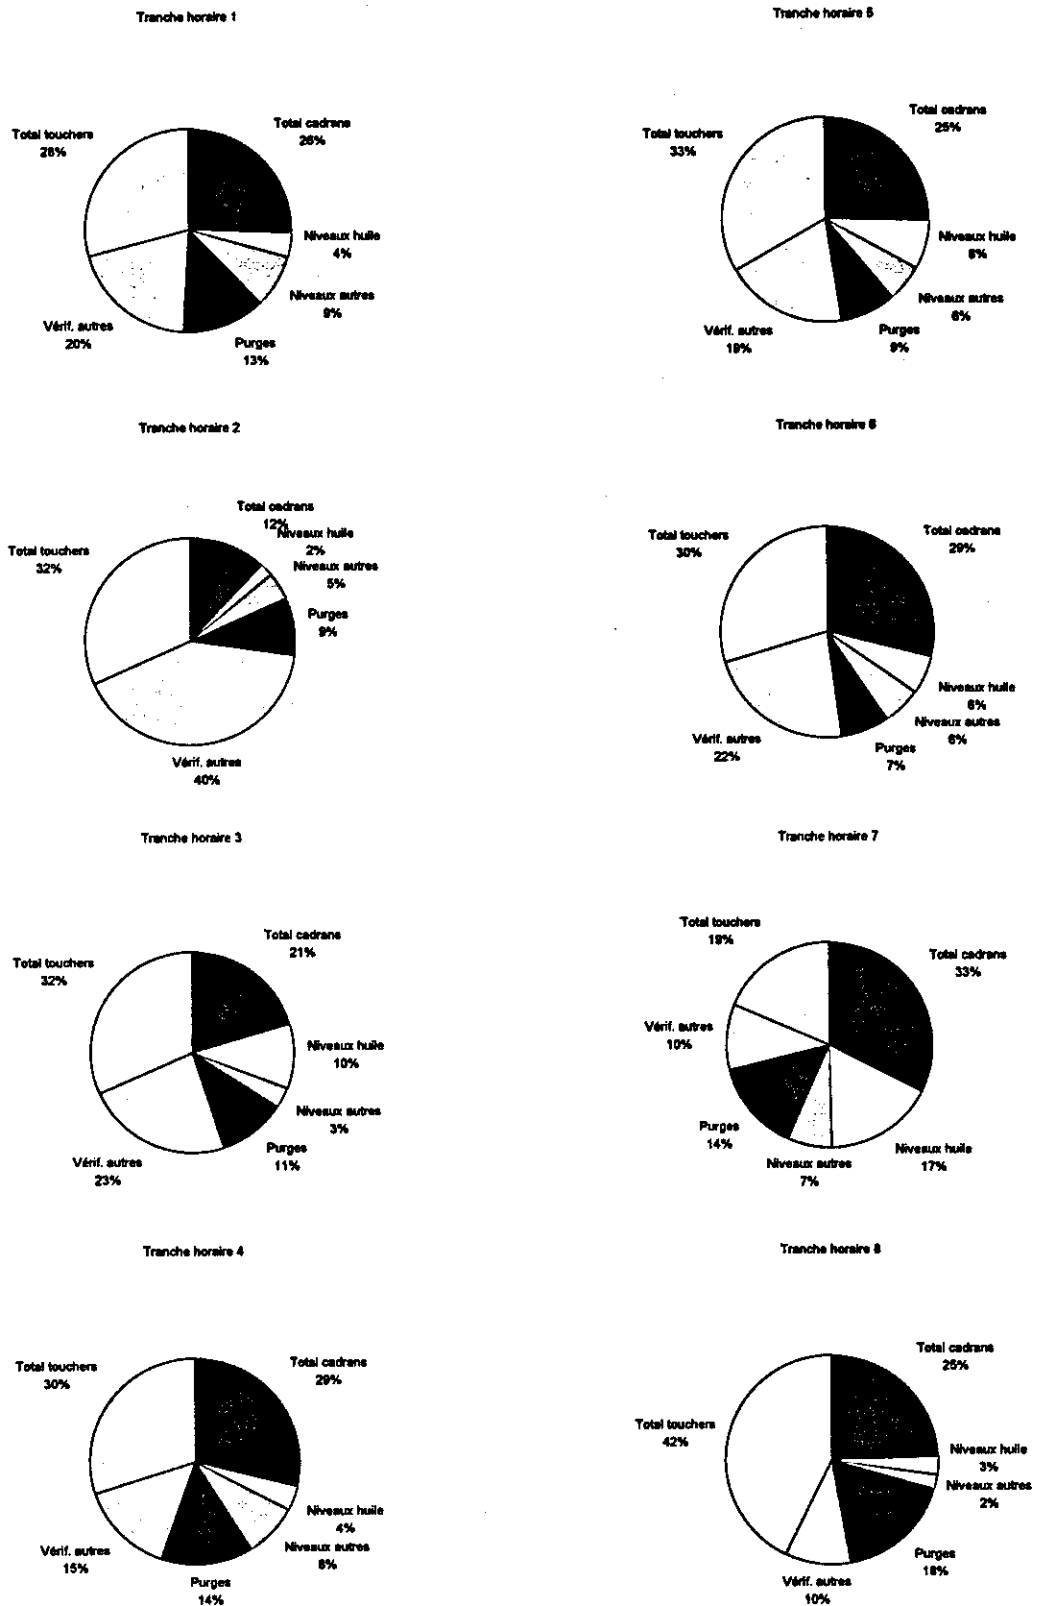 Tranche horaire 1
Total touchers
28%
Total cadrans
26%
Niveaux huile
4%
Niveaux autres
9%
Purges
13%
Vérif. autres
20%
Tranche horaire 2
Total touchers
32%
Total cadrans
12%
Niveaux huile
2%
Niveaux autres
5%
Purges
9%
Vérif. autres
40%
Tranche horaire 3
Total touchers
32%
Total cadrans
21%
Niveaux huile
10%
Niveaux autres
3%
Purges
11%
Vérif. autres
23%
Tranche horaire 4
Total touchers
30%
Total cadrans
29%
Niveaux huile
4%
Niveaux autres
8%
Purges
14%
Vérif. autres
15%
Tranche horaire 5
Total touchers
33%
Total cadrans
25%
Niveaux huile
8%
Niveaux autres
6%
Purges
9%
Vérif. autres
19%
Tranche horaire 6
Total touchers
30%
Total cadrans
29%
Niveaux huile
6%
Niveaux autres
6%
Purges
7%
Vérif. autres
22%
Tranche horaire 7
Total touchers
19%
Total cadrans
33%
Vérif. autres
10%
Purges
14%
Niveaux autres
7%
Niveaux huile
17%
Tranche horaire 8
Total touchers
42%
Total cadrans
25%
Niveaux huile
3%
Niveaux autres
2%
Purges
18%
Vérif. autres
10%